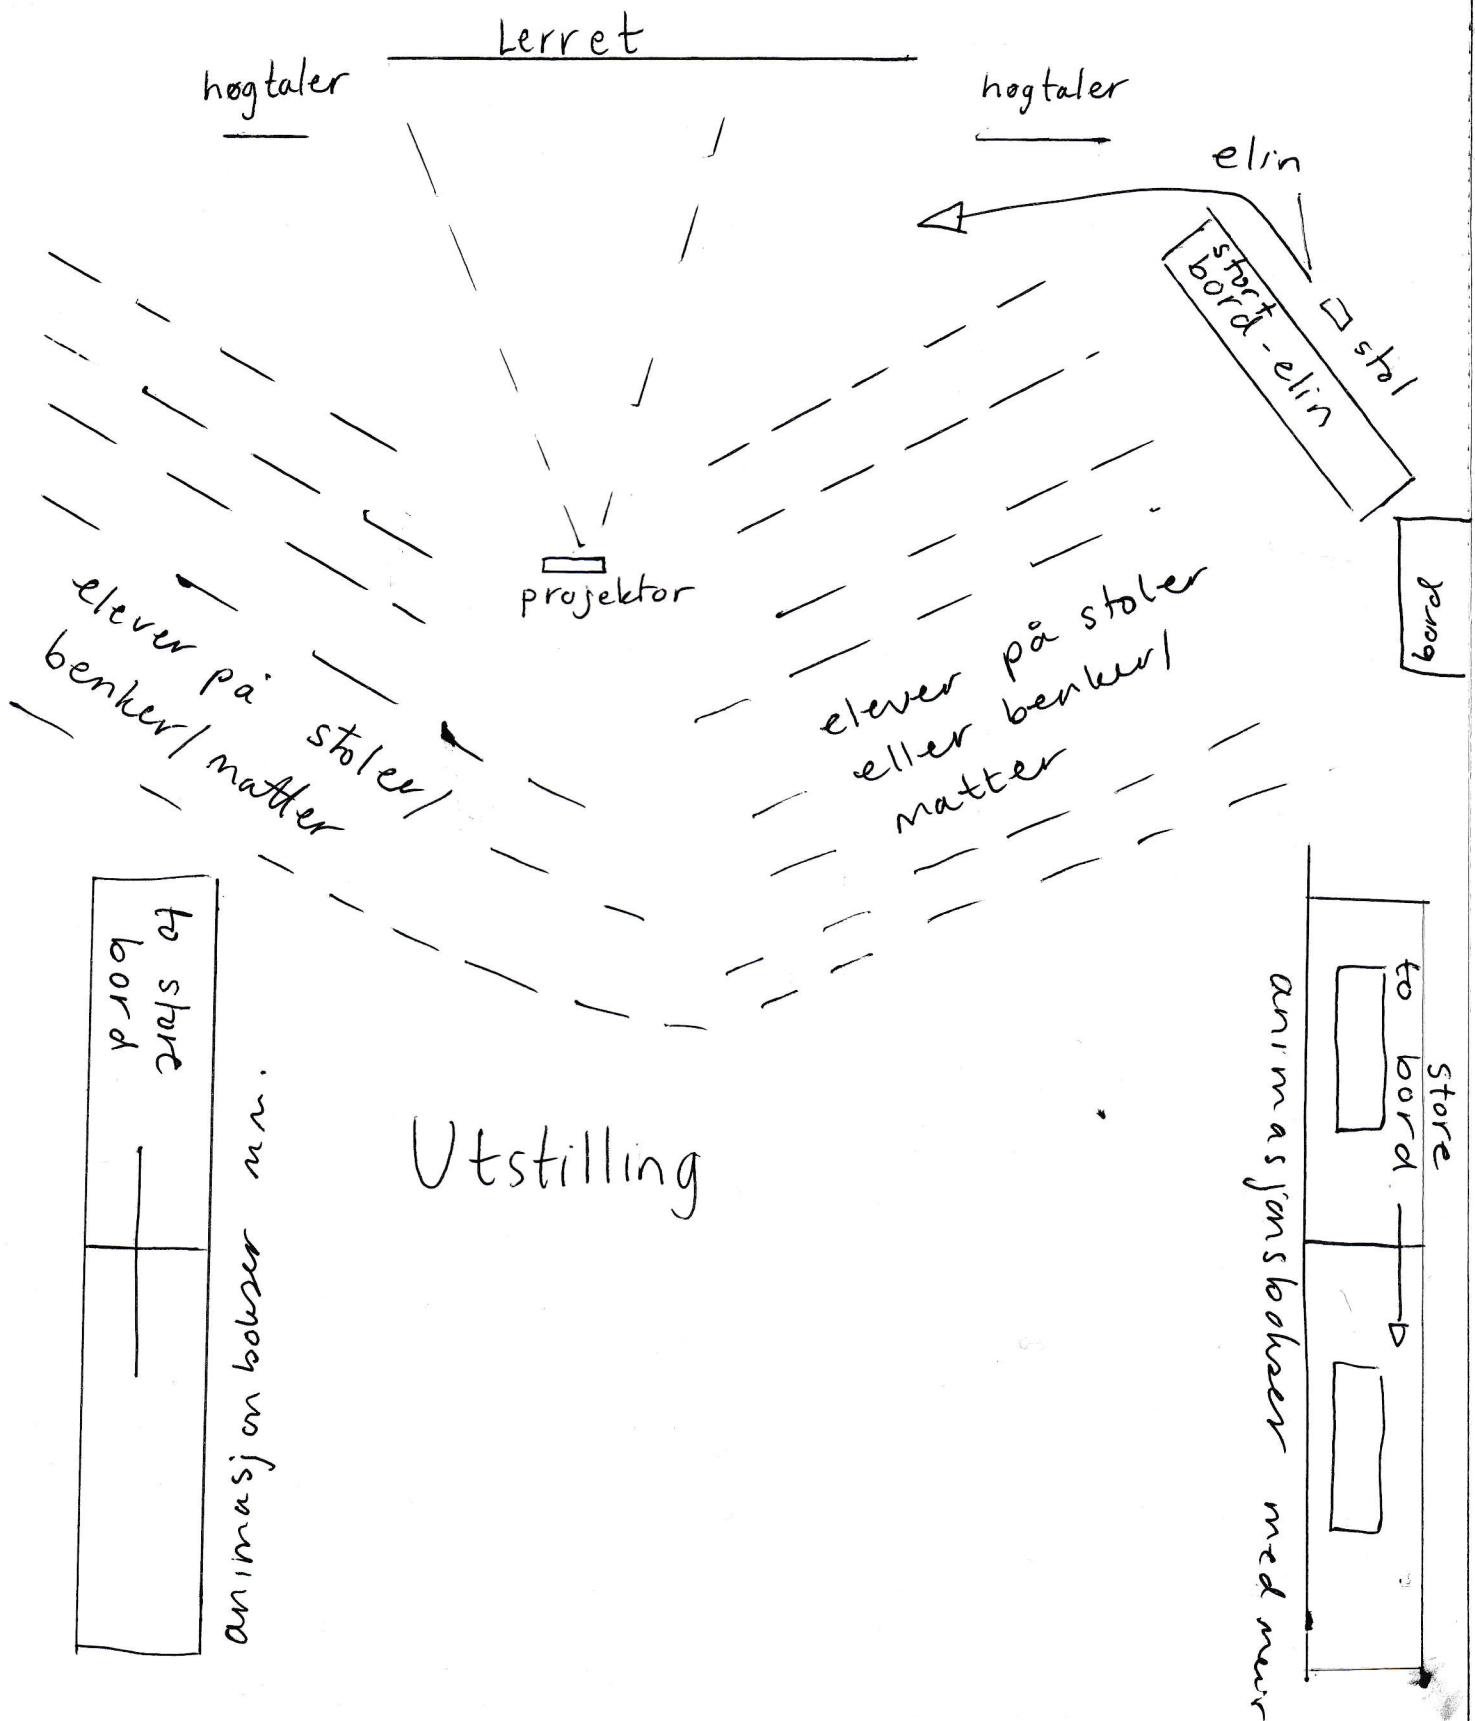 Lerret
høgtaler
høgtaler
elin
stort
bord - elin
stol
bord
projektor
elever på stoler/
benker/ matter
elever på stoler
eller benker/
matter
to store
bord
animasjon bokser m.m.
Utstilling
store
to bord
animasjonsbokser med meir